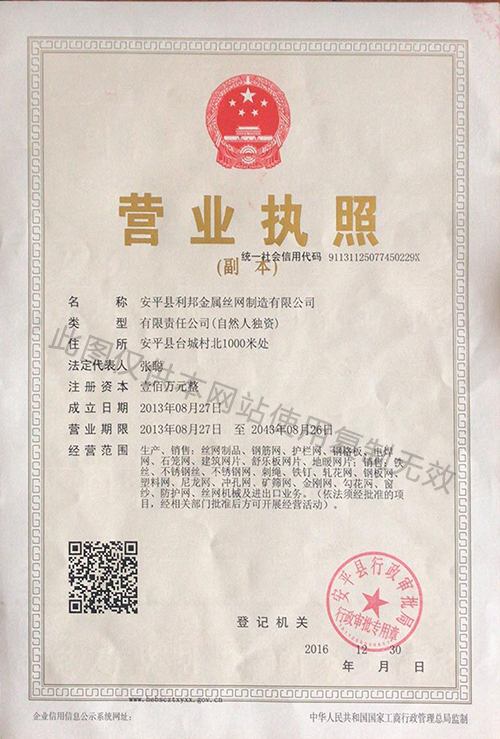 营业执照
统一社会信用代码 91131125077450229X
(副 本)
名 称 安平县利邦金属丝网制造有限公司
类 型 有限责任公司(自然人独资)
住 所 安平县台城村北1000米处
法定代表人 张聪
注册资本 壹佰万元整
成立日期 2013年08月27日
营业期限 2013年08月27日 至 2043年08月26日
经营范围 生产、销售:丝网制品、钢筋网、护栏网、钢格板、电焊
网、石笼网、建筑网片、舒乐板网片、地暖网片;销售:铁
丝、不锈钢丝、不锈钢网、刺绳、铁钉、轧花网、钢板网、
塑料网、尼龙网、冲孔网、矿筛网、金刚网、勾花网、窗
纱、防护网、丝网机械及进出口业务。(依法须经批准的项
目,经相关部门批准后方可开展经营活动)。
此图仅供本网站使用复制无效
安平县行政审批局
行政审批专用章
登记机关
2016 12 30
年 月 日
www.hebscztxyxx.gov.cn
企业信用信息公示系统网址:
中华人民共和国国家工商行政管理总局监制